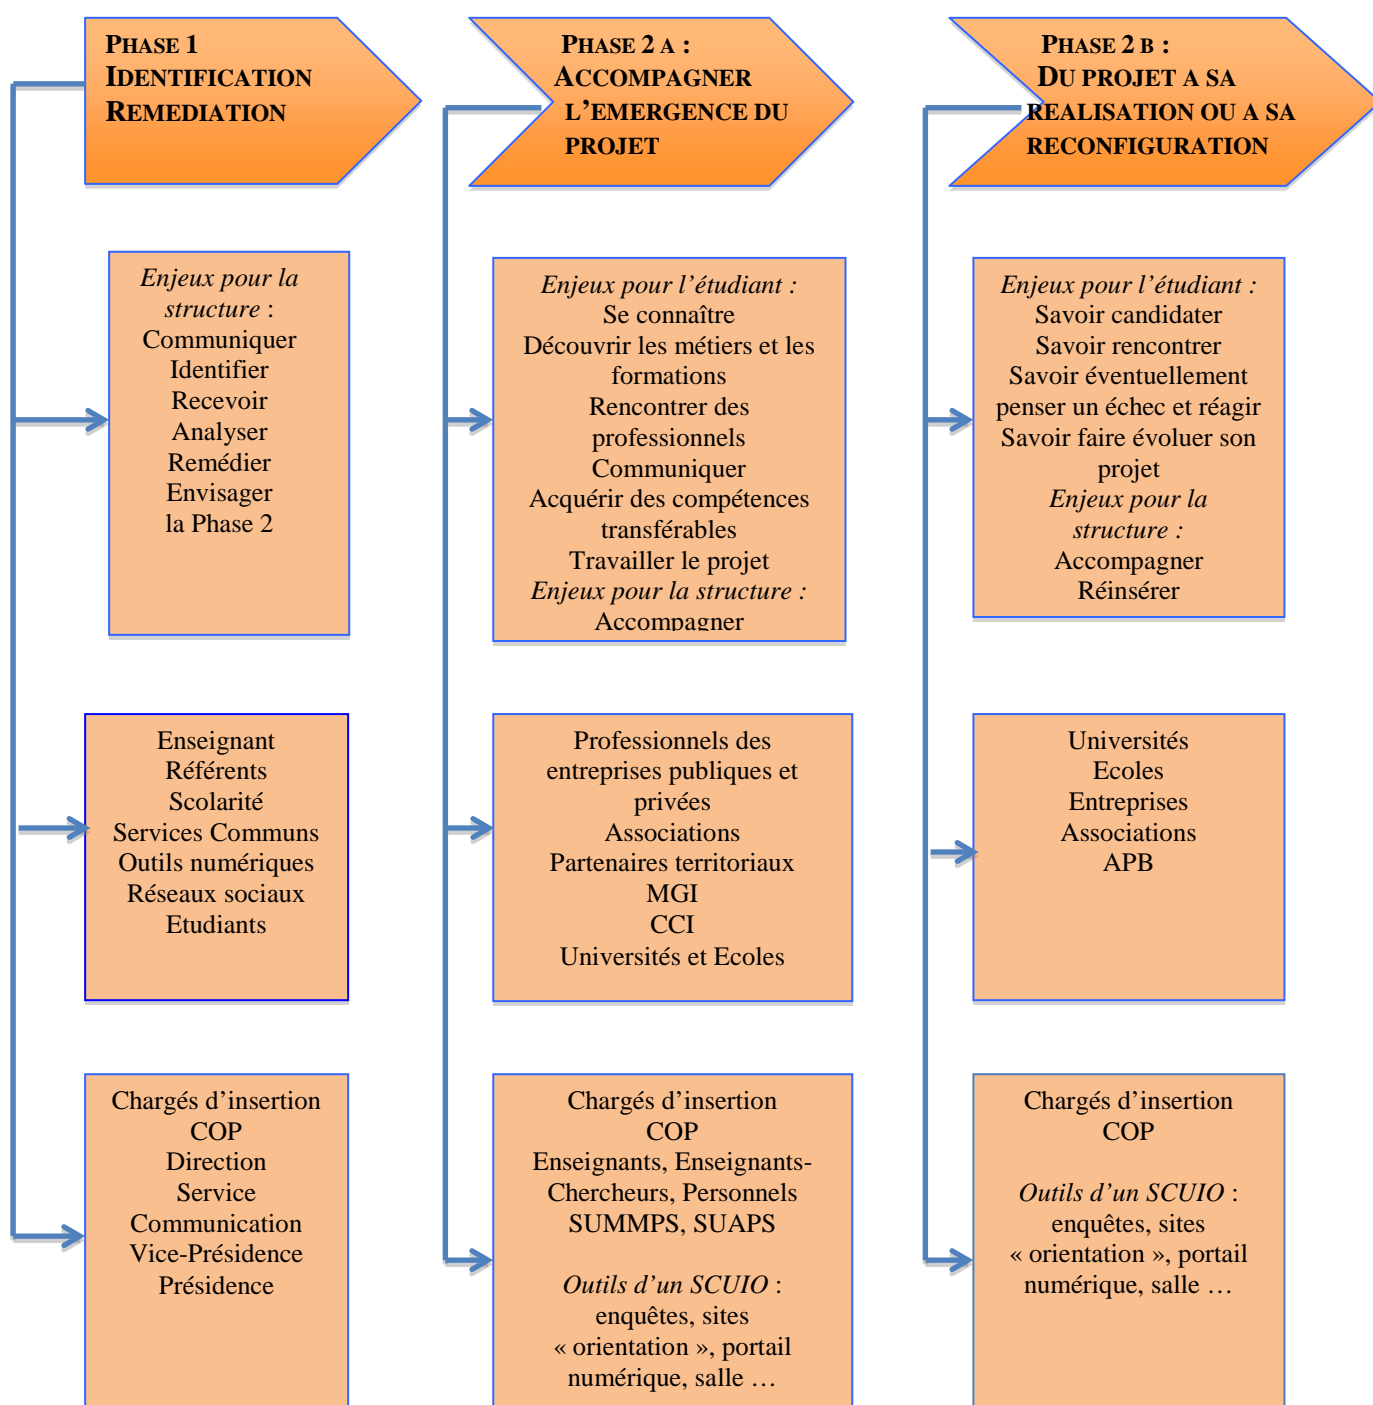 PHASE 1
IDENTIFICATION
REMEDIATION
PHASE 2 A :
ACCOMPAGNER
L’EMERGENCE DU
PROJET
PHASE 2 B :
DU PROJET A SA
REALISATION OU A SA
RECONFIGURATION
Enjeux pour la
structure :
Communiquer
Identifier
Recevoir
Analyser
Remédier
Envisager
la Phase 2
Enjeux pour l’étudiant :
Se connaître
Découvrir les métiers et les
formations
Rencontrer des
professionnels
Communiquer
Acquérir des compétences
transférables
Travailler le projet
Enjeux pour la structure :
Accompagner
Enjeux pour l’étudiant :
Savoir candidater
Savoir rencontrer
Savoir éventuellement
penser un échec et réagir
Savoir faire évoluer son
projet
Enjeux pour la
structure :
Accompagner
Réinsérer
Enseignant
Référents
Scolarité
Services Communs
Outils numériques
Réseaux sociaux
Etudiants
Professionnels des
entreprises publiques et
privées
Associations
Partenaires territoriaux
MGI
CCI
Universités et Ecoles
Universités
Ecoles
Entreprises
Associations
APB
Chargés d’insertion
COP
Direction
Service
Communication
Vice-Présidence
Présidence
Chargés d’insertion
COP
Enseignants, Enseignants-
Chercheurs, Personnels
SUMMPS, SUAPS
Outils d’un SCUIO :
enquêtes, sites
« orientation », portail
numérique, salle …
Chargés d’insertion
COP
Outils d’un SCUIO :
enquêtes, sites
« orientation », portail
numérique, salle …